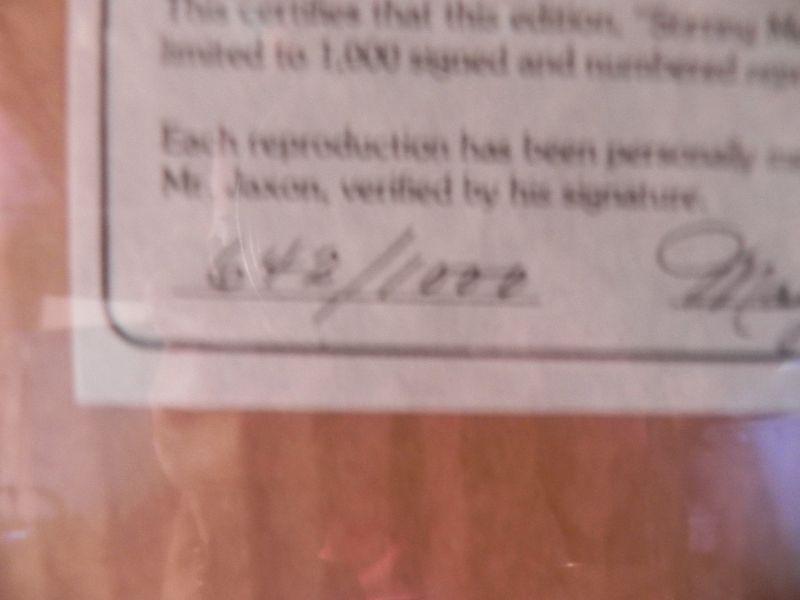 This certifies that this edition,
limited to 1,000 signed and numbered
Each reproduction has been personally
Mr. Jaxon, verified by his signature.
642/1000